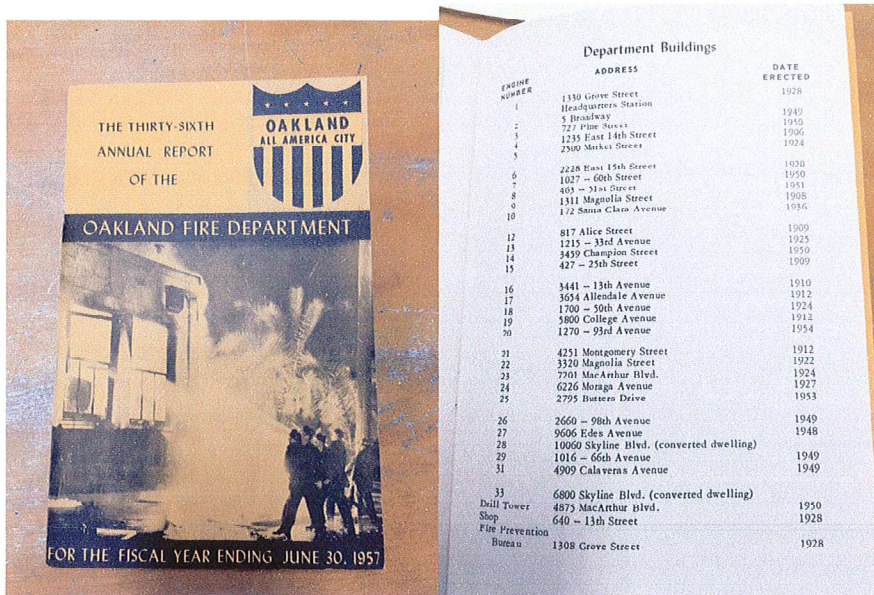 THE THIRTY-SIXTH
ANNUAL REPORT
OF THE
OAKLAND
ALL AMERICA CITY
OAKLAND FIRE DEPARTMENT
FOR THE FISCAL YEAR ENDING JUNE 30, 1957
Department Buildings
ENGINE NUMBER ADDRESS DATE ERECTED
1 1330 Grove Street 1928
Headquarters Station
2 5 Broadway 1949
3 727 Pine Street 1950
4 1235 East 14th Street 1906
5 2500 Market Street 1924
6 2228 East 15th Street 1920
7 1027 – 60th Street 1950
8 463 – 51st Street 1951
9 1311 Magnolia Street 1908
10 172 Santa Clara Avenue 1936
12 817 Alice Street 1909
13 1215 – 33rd Avenue 1925
14 3459 Champion Street 1950
15 427 – 25th Street 1909
16 3441 – 13th Avenue 1910
17 3654 Allendale Avenue 1912
18 1700 – 50th Avenue 1924
19 5800 College Avenue 1912
20 1270 – 93rd Avenue 1954
21 4251 Montgomery Street 1912
22 3320 Magnolia Street 1922
23 7701 MacArthur Blvd. 1924
24 6226 Moraga Avenue 1927
25 2795 Butters Drive 1953
26 2660 – 98th Avenue 1949
27 9606 Edes Avenue 1948
28 10060 Skyline Blvd. (converted dwelling)
29 1016 – 66th Avenue 1949
31 4909 Calaveras Avenue 1949
33 6800 Skyline Blvd. (converted dwelling)
Drill Tower 4875 MacArthur Blvd. 1950
Shop 640 – 13th Street 1928
Fire Prevention
Bureau 1308 Grove Street 1928